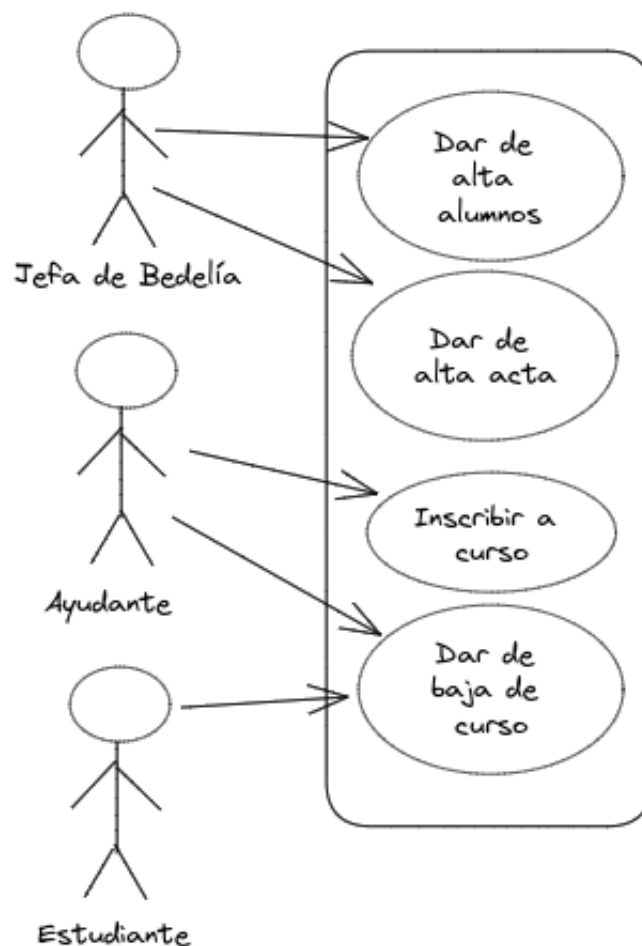 Dar de
alta
alumnos
Jefa de Bedelía
Dar de
alta acta
Inscribir a
curso
Ayudante
Dar de
baja de
curso
Estudiante